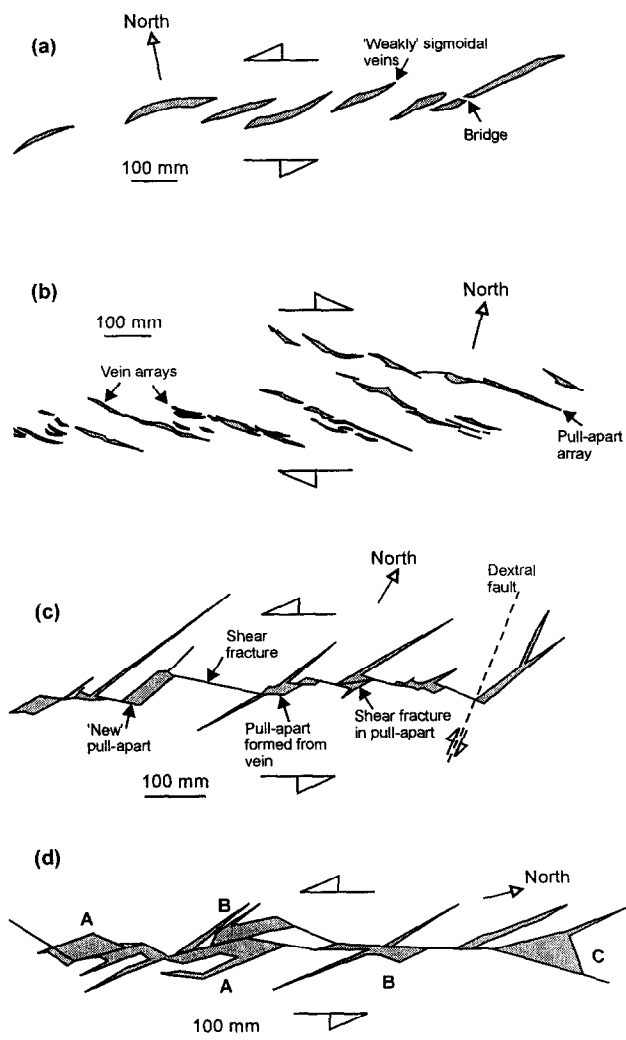 (a)
North
'Weakly' sigmoidal
veins
Bridge
100 mm
(b)
100 mm
North
Vein arrays
Pull-apart
array
(c)
North
Dextral
fault
Shear
fracture
'New'
pull-apart
Pull-apart
formed from
vein
Shear fracture
in pull-apart
100 mm
(d)
North
A
B
A
B
C
100 mm